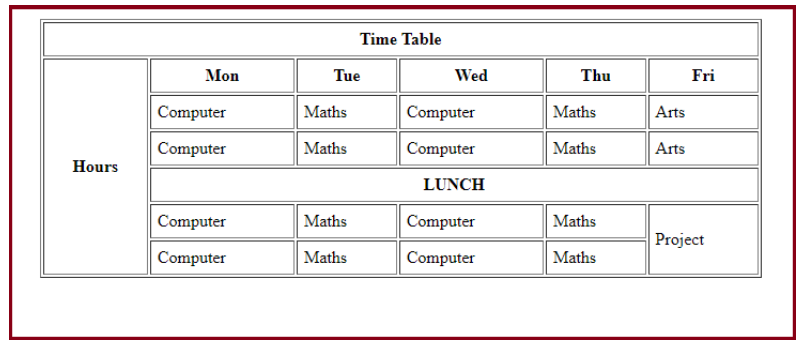 Time Table
Mon Tue Wed Thu Fri
Computer Maths Computer Maths Arts
Computer Maths Computer Maths Arts
Hours
LUNCH
Computer Maths Computer Maths
Project
Computer Maths Computer Maths